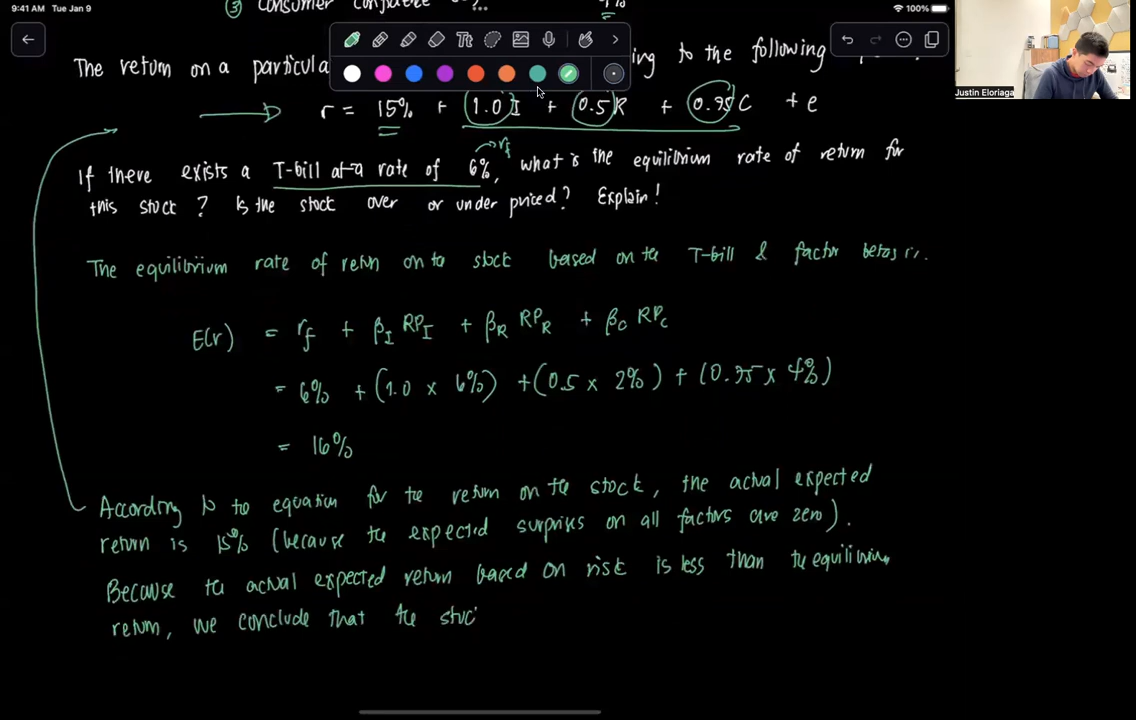 9:41 AM Tue Jan 9
100%
③ Consumer
The return on a particula
ing to the following
Justin Eloriaga
r = 15% + 1.0 I + 0.5 R + 0.75 C + e
If there exists a T-bill at a rate of 6%, what is the equilibrium rate of return for
rf
this stock? Is the stock over or under priced? Explain!
The equilibrium rate of return on the stock based on the T-bill & factor betas is.
E(r) = rf + βI RPI + βR RPR + βC RPC
= 6% + (1.0 x 6%) + (0.5 x 2%) + (0.75 x 4%)
= 16%
According to the equation for the return on the stock, the actual expected
return is 15% (because the expected surprises on all factors are zero).
Because the actual expected return based on risk is less than the equilibrium
return, we conclude that the stoc